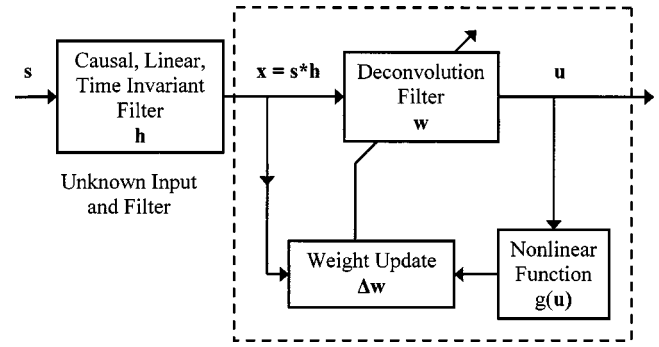 s
Causal, Linear,
Time Invariant
Filter
h
Unknown Input
and Filter
x = s*h
Deconvolution
Filter
w
u
Weight Update
Δw
Nonlinear
Function
g(u)